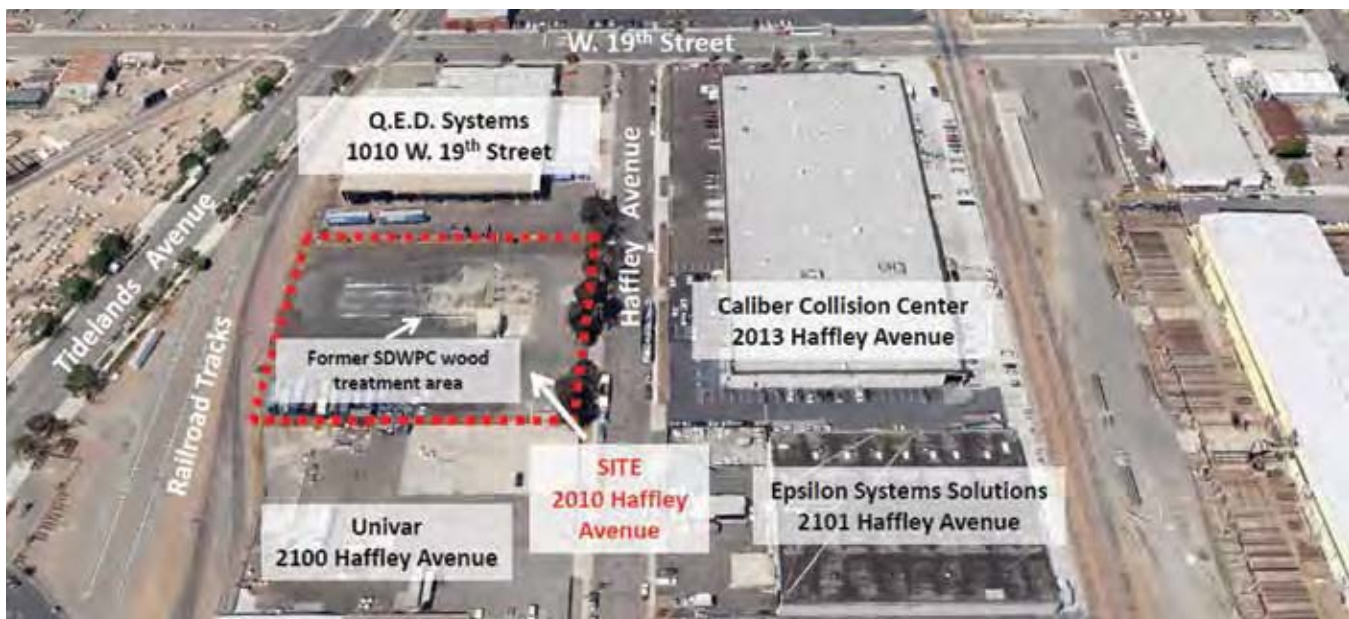 W. 19th Street
Q.E.D. Systems
1010 W. 19th Street
Haffley Avenue
Tidelands Avenue
Railroad Tracks
Former SDWPC wood
treatment area
Caliber Collision Center
2013 Haffley Avenue
SITE
2010 Haffley
Avenue
Univar
2100 Haffley Avenue
Epsilon Systems Solutions
2101 Haffley Avenue